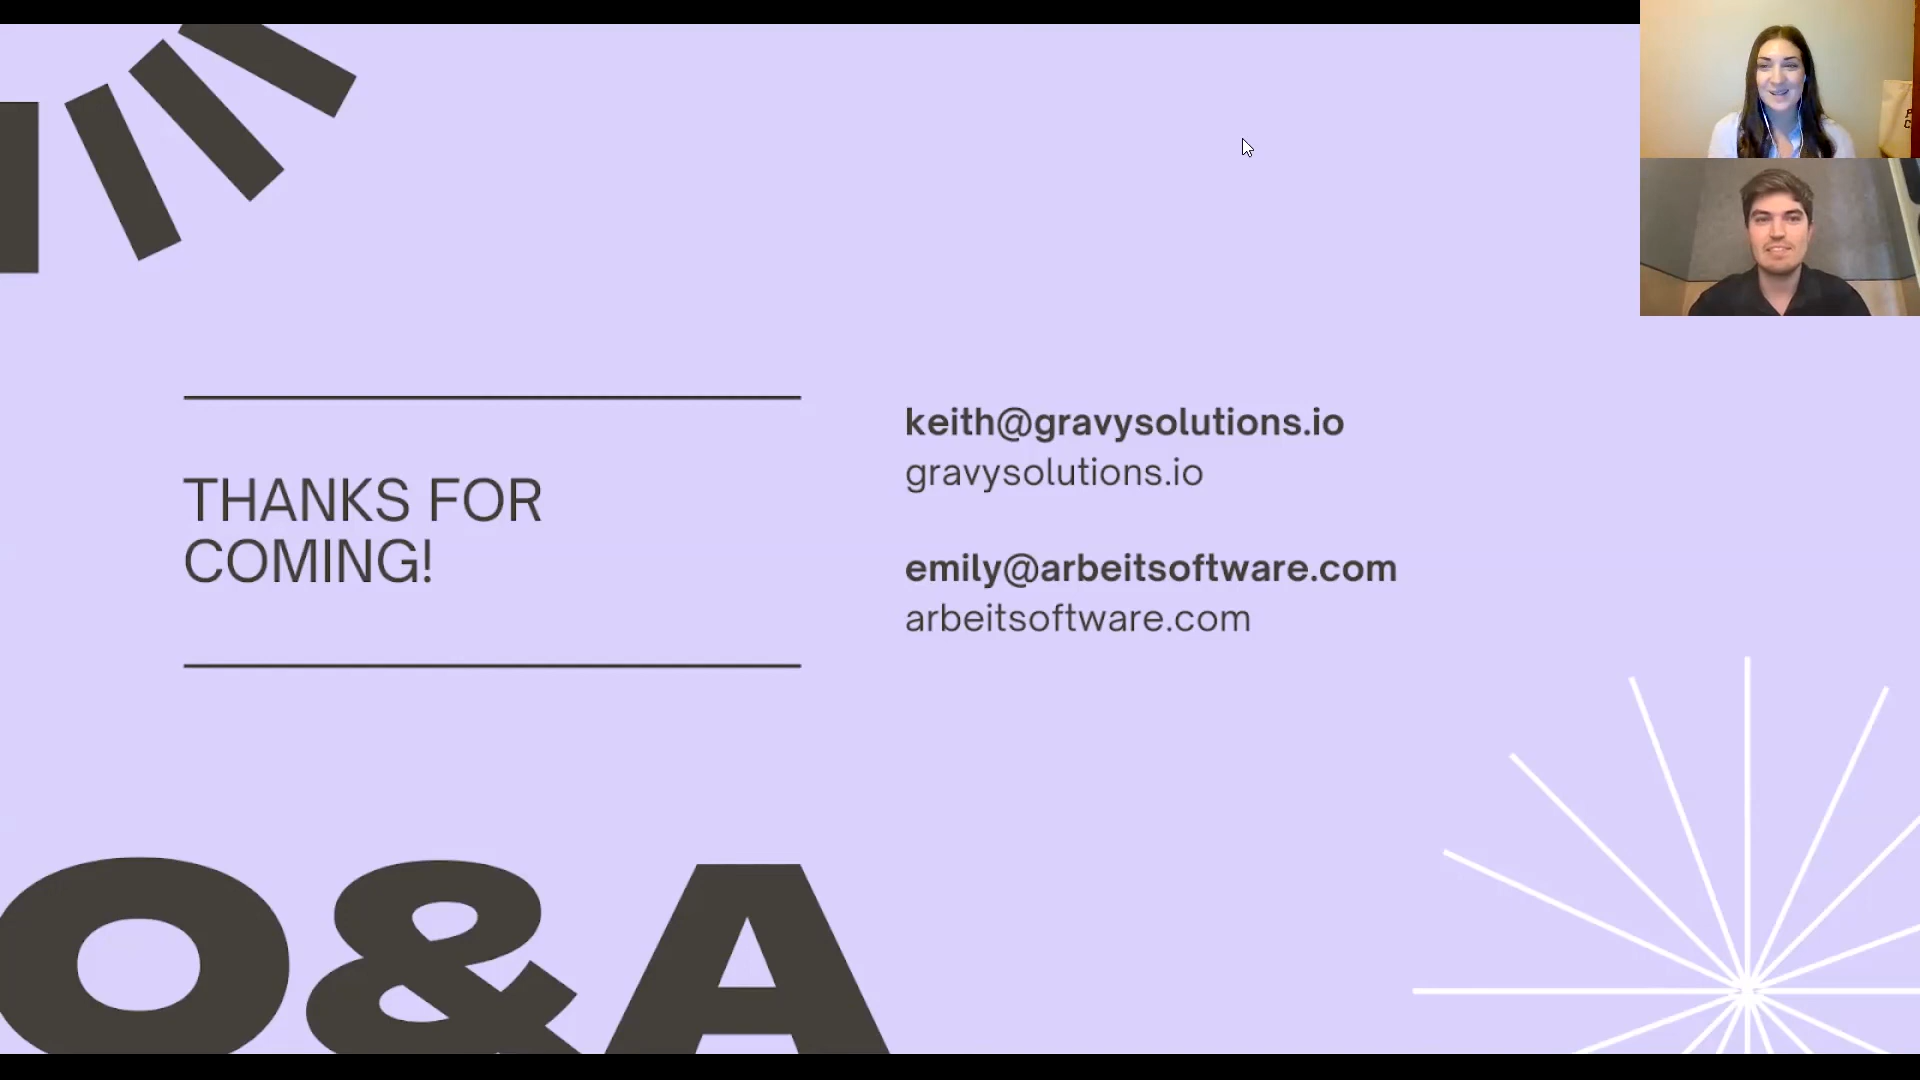 THANKS FOR
COMING!
keith@gravysolutions.io
gravysolutions.io
emily@arbeitsoftware.com
arbeitsoftware.com
Q&A